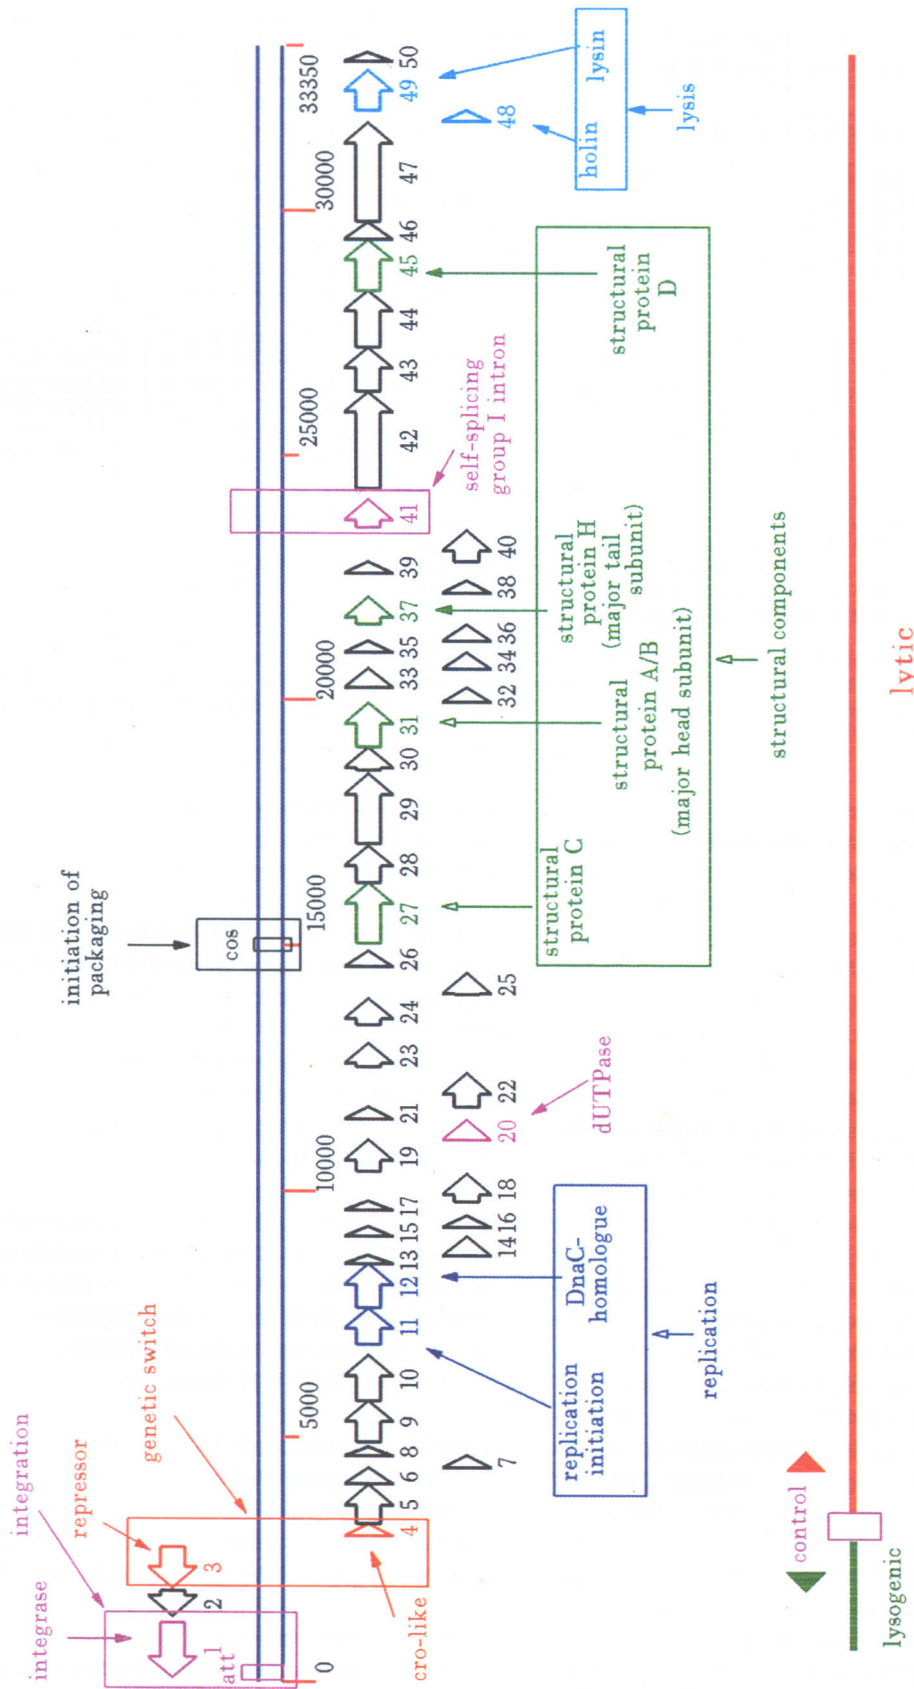 integrase
integration
repressor
genetic switch
initiation of
packaging
cos
att
1
2
3
0
5000
10000
15000
20000
25000
30000
33350
4
5
6
8
9
10
11
12
13
15
17
19
21
23
24
26
27
28
29
30
31
33
35
37
39
41
42
43
44
45
46
47
49
50
7
14
16
18
20
22
25
32
34
36
38
40
48
cro-like
dUTPase
self-splicing
group I intron
replication
initiation
DnaC-
homologue
replication
structural
protein C
structural
protein A/B
(major head subunit)
structural
protein H
(major tail
subunit)
structural
protein
D
structural components
holin
lysin
lysis
lysogenic
control
lytic